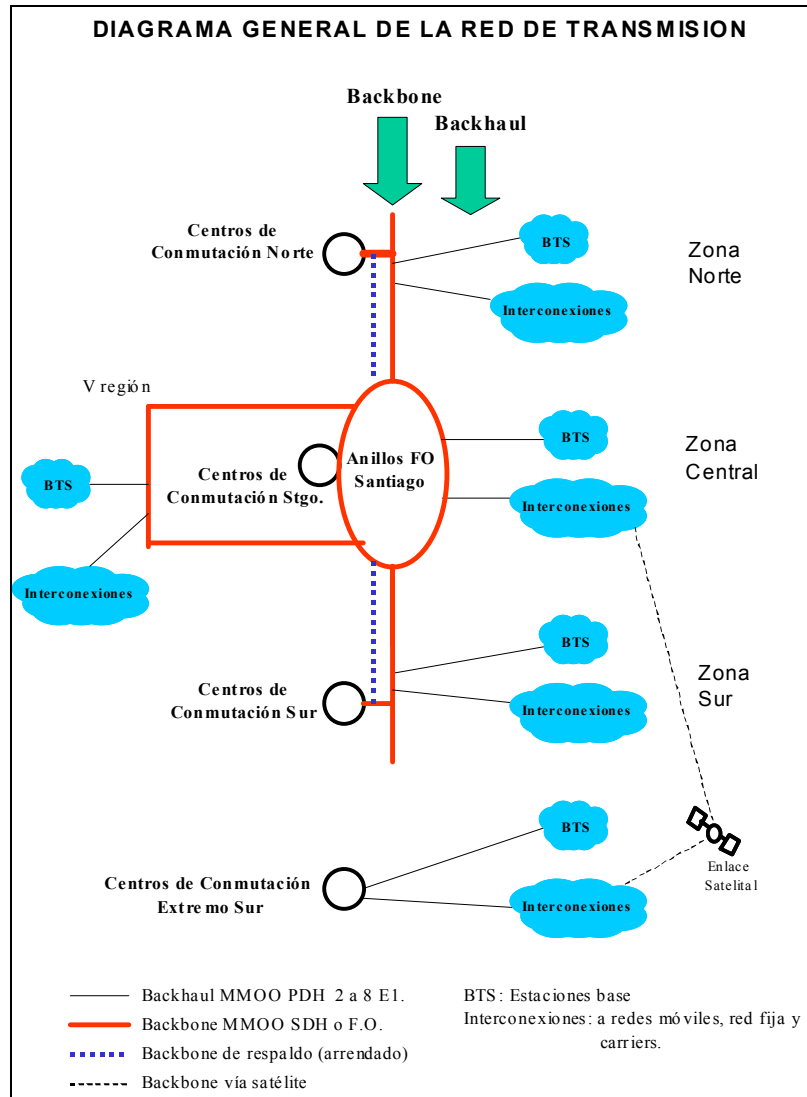 DIAGRAMA GENERAL DE LA RED DE TRANSMISION
Backbone
Backhaul
Centros de
Conmutación Norte
BTS
Interconexiones
Zona
Norte
V región
BTS
Interconexiones
Centros de
Conmutación Stgo.
Anillos FO
Santiago
BTS
Interconexiones
Zona
Central
Centros de
Conmutación Sur
BTS
Interconexiones
Zona
Sur
Centros de Conmutación
Extremo Sur
BTS
Interconexiones
Enlace
Satelital
Backhaul MMOO PDH 2 a 8 E1.
Backbone MMOO SDH o F.O.
Backbone de respaldo (arrendado)
Backbone vía satélite
BTS: Estaciones base
Interconexiones: a redes móviles, red fija y
carriers.